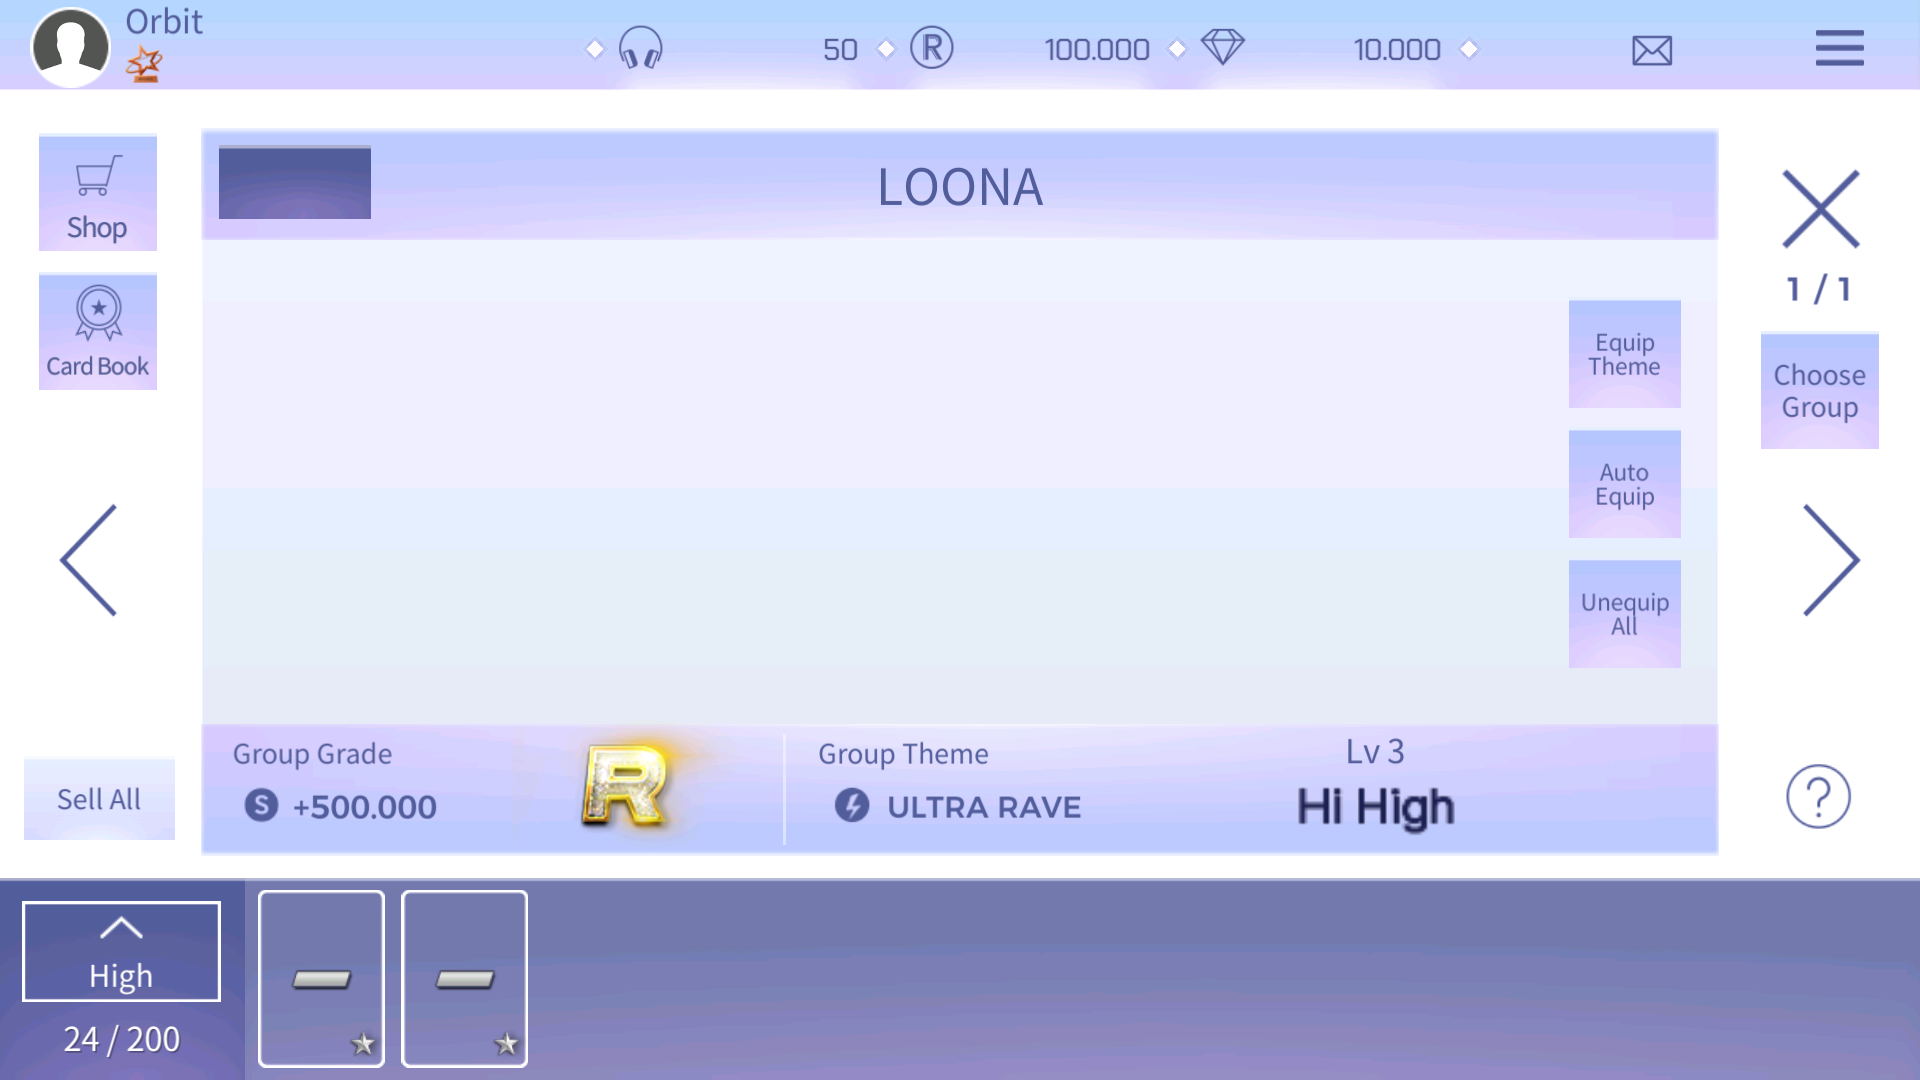 Orbit
50
R
100.000
10.000
Shop
LOONA
1 / 1
Card Book
Equip
Theme
Choose
Group
Auto
Equip
Unequip
All
Group Grade
S +500.000
R
Group Theme
ULTRA RAVE
Lv 3
Hi High
Sell All
?
High
24 / 200